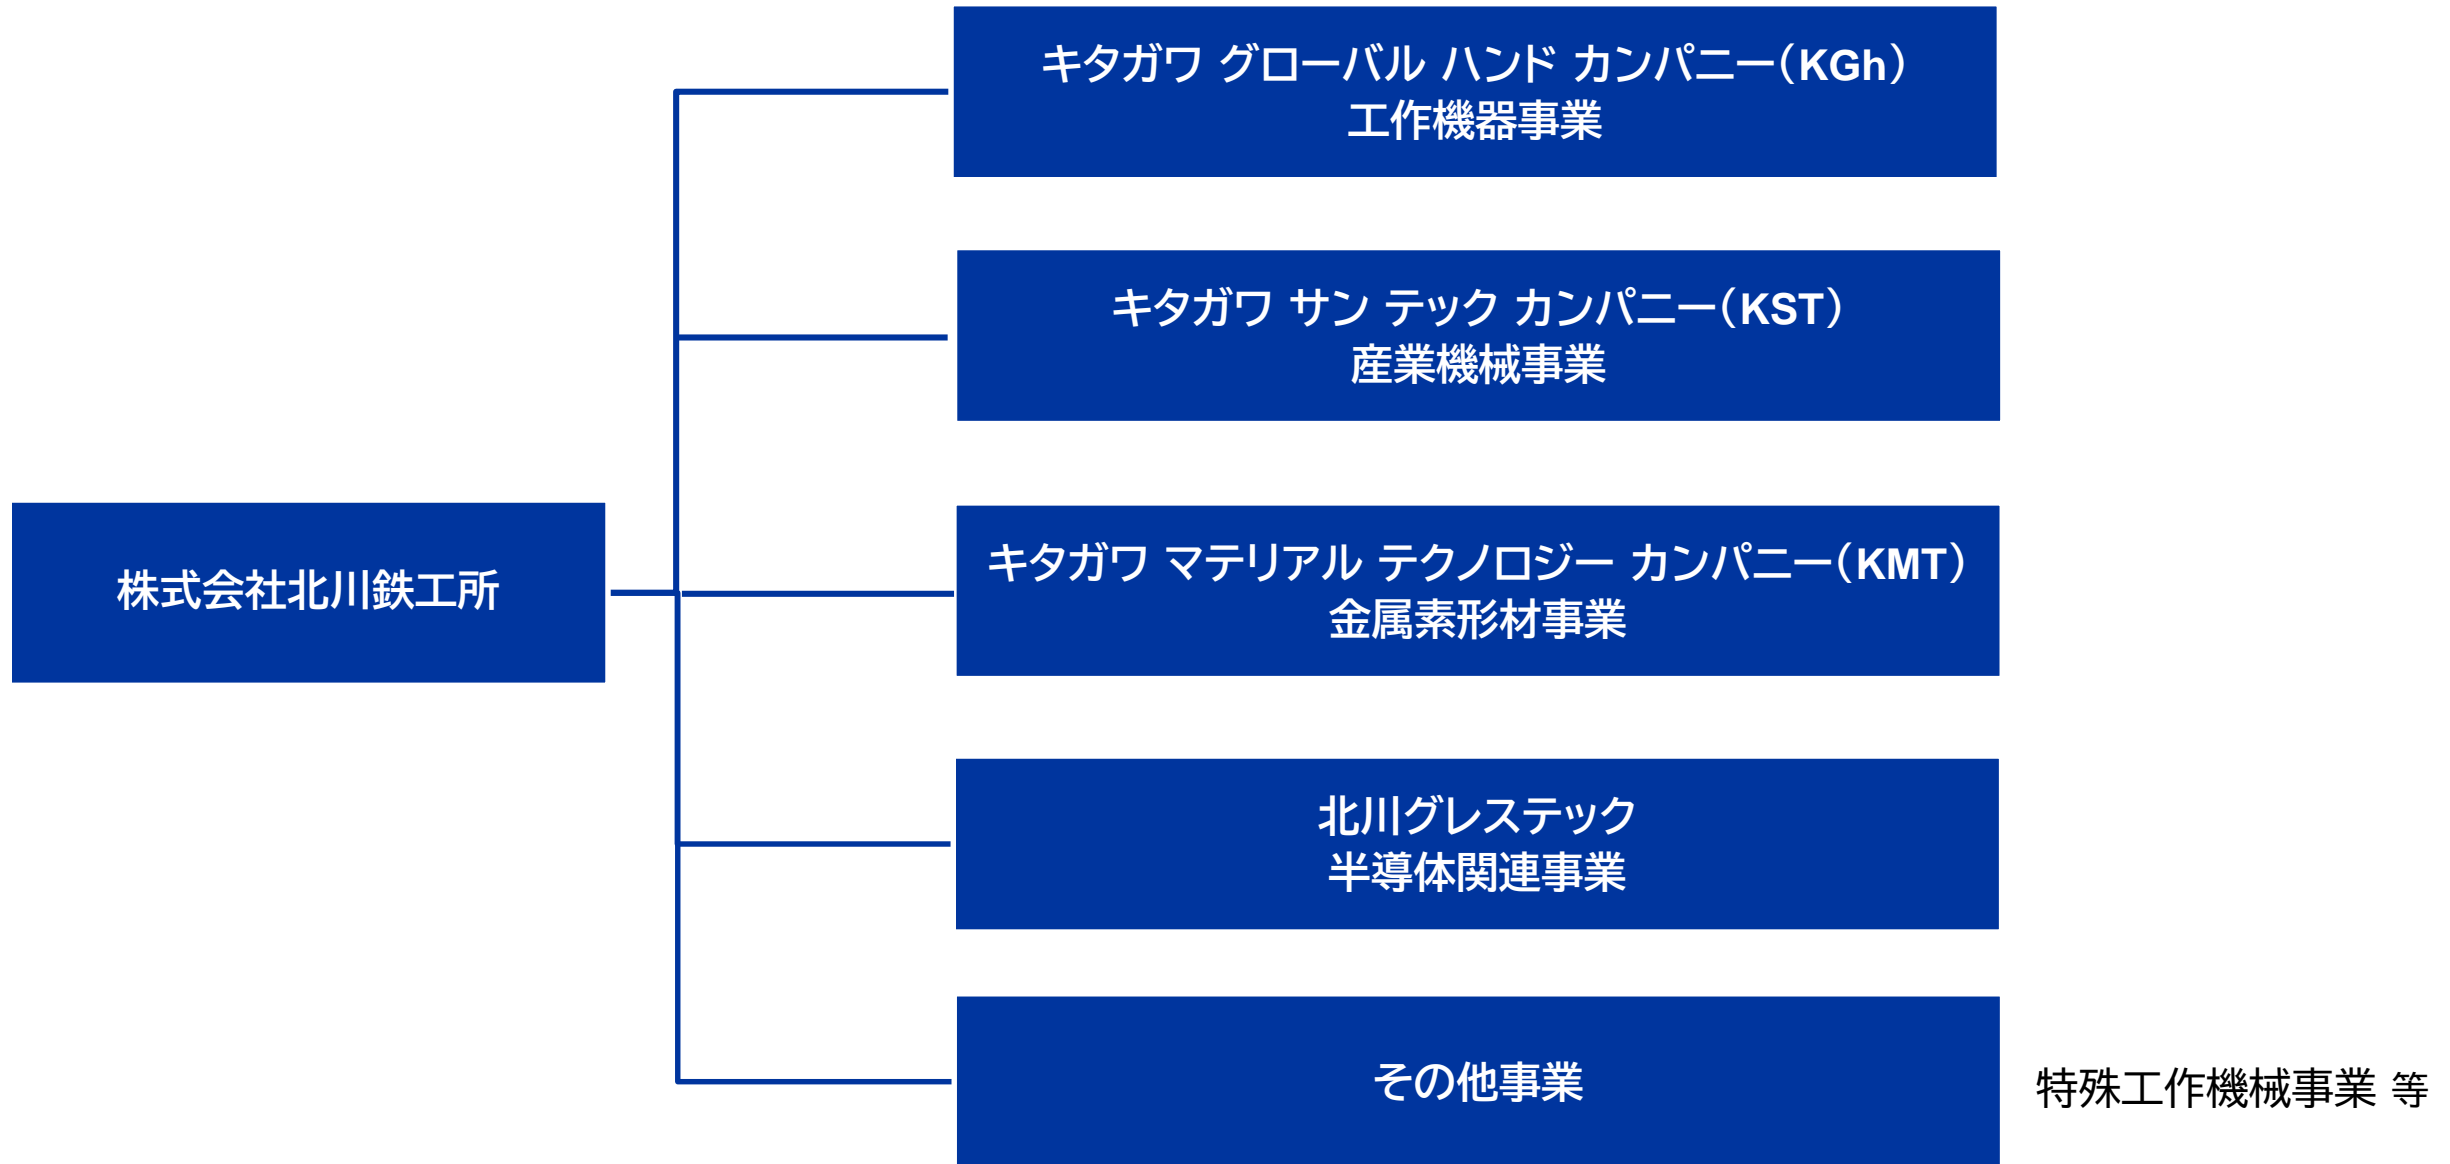 キタガワ グローバル ハンド カンパニー（KGh）
工作機器事業
キタガワ サン テック カンパニー（KST）
産業機械事業
株式会社北川鉄工所
キタガワ マテリアル テクノロジー カンパニー（KMT）
金属素形材事業
北川グレステック
半導体関連事業
その他事業
特殊工作機械事業 等